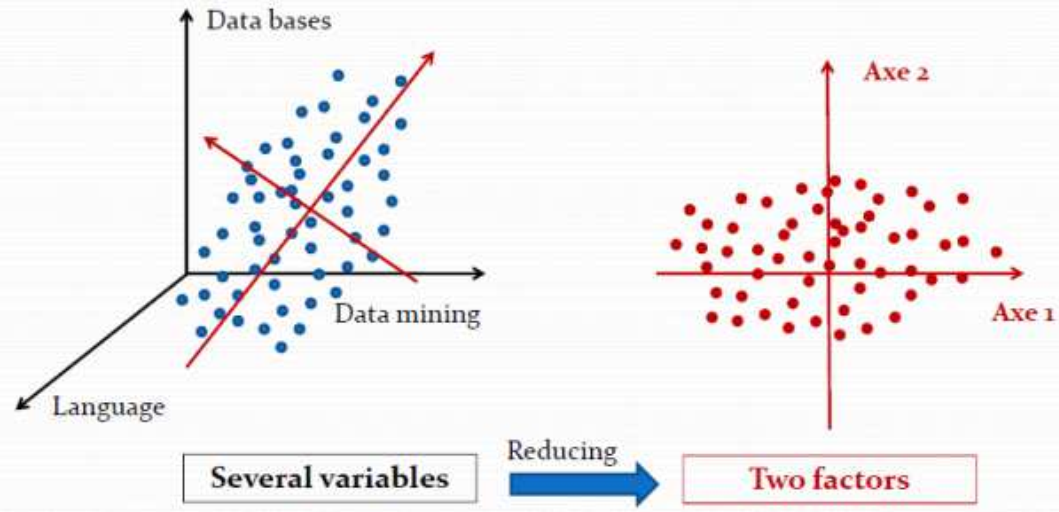 Data bases
Axe 2
Data mining
Axe 1
Language
Reducing
Several variables
Two factors